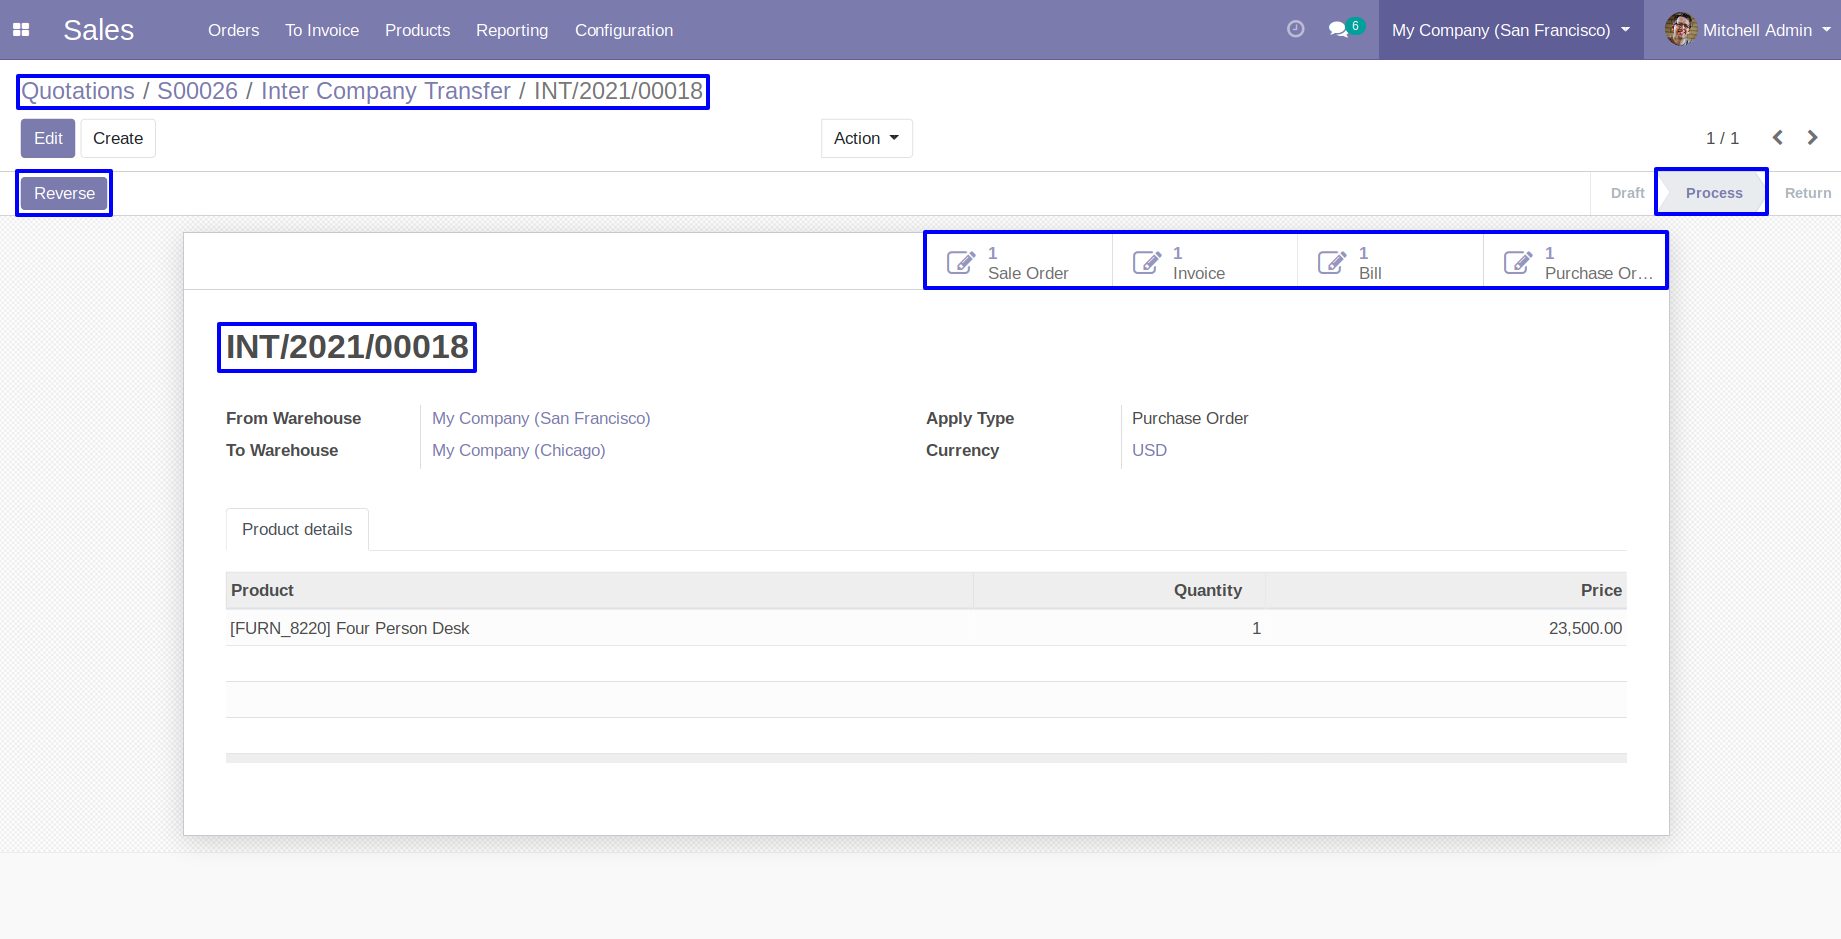 Sales Orders To Invoice Products Reporting Configuration 6 My Company (San Francisco) Mitchell Admin
Quotations / S00026 / Inter Company Transfer / INT/2021/00018
Edit Create Action 1 / 1
Reverse Draft Process Return
1 Sale Order 1 Invoice 1 Bill 1 Purchase Or…
INT/2021/00018
From Warehouse My Company (San Francisco) Apply Type Purchase Order
To Warehouse My Company (Chicago) Currency USD
Product details
Product Quantity Price
[FURN_8220] Four Person Desk 1 23,500.00